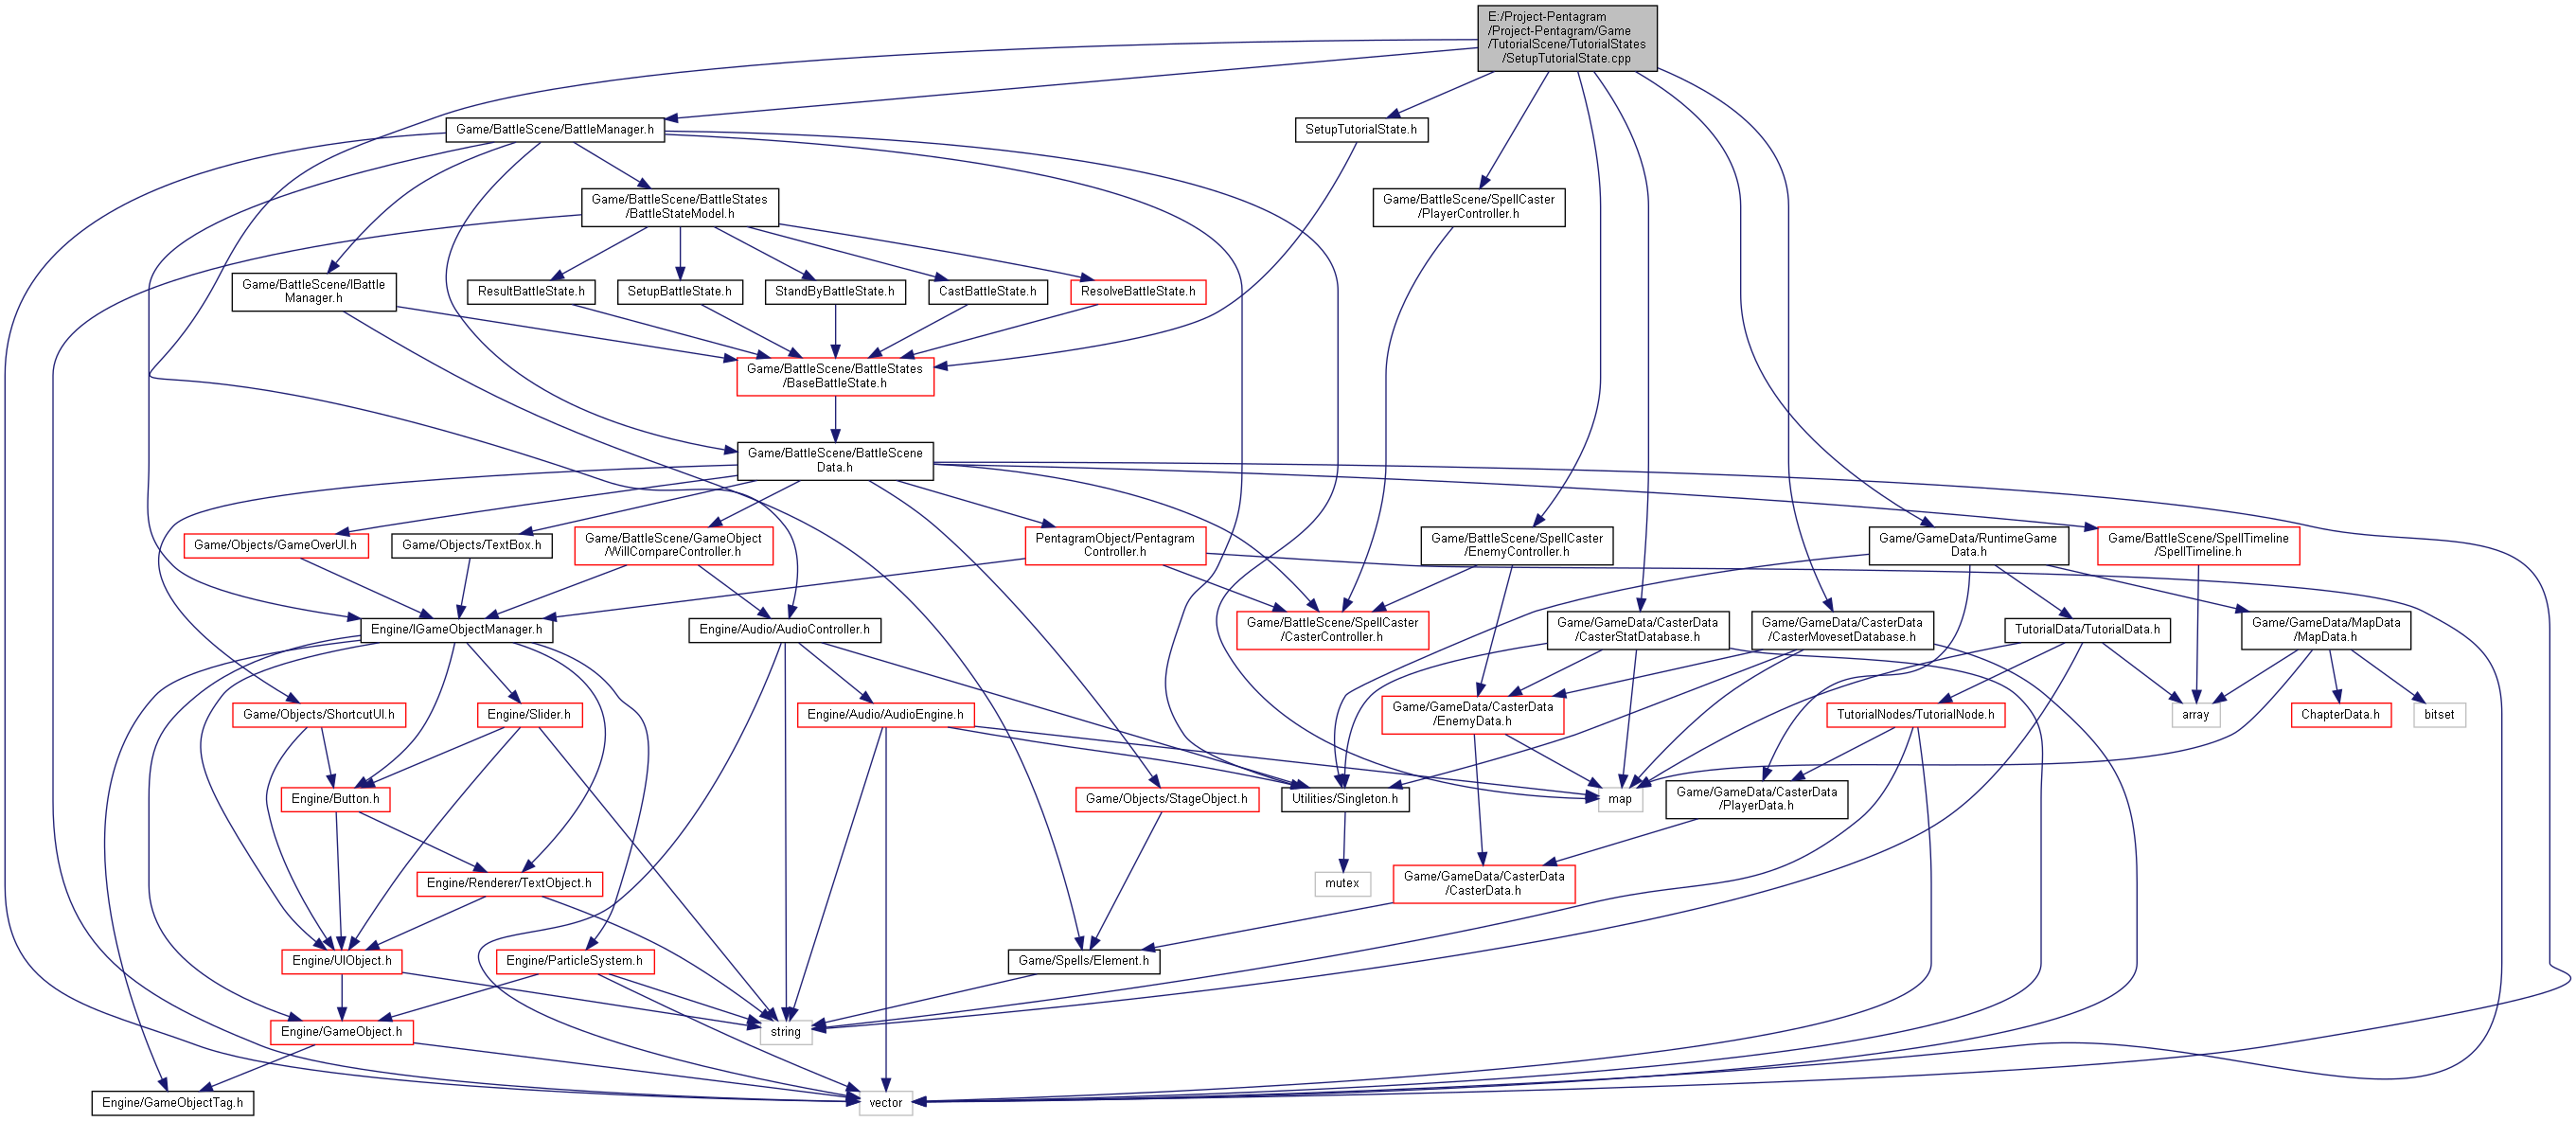 E:/Project-Pentagram
/Project-Pentagram/Game
/TutorialScene/TutorialStates
/SetupTutorialState.cpp
Game/BattleScene/BattleManager.h
SetupTutorialState.h
Game/BattleScene/BattleStates
/BattleStateModel.h
Game/BattleScene/SpellCaster
/PlayerController.h
Game/BattleScene/IBattle
Manager.h
ResultBattleState.h
SetupBattleState.h
StandByBattleState.h
CastBattleState.h
ResolveBattleState.h
Game/BattleScene/BattleStates
/BaseBattleState.h
Game/BattleScene/BattleScene
Data.h
Game/Objects/GameOverUI.h
Game/Objects/TextBox.h
Game/BattleScene/GameObject
/WillCompareController.h
PentagramObject/Pentagram
Controller.h
Game/BattleScene/SpellCaster
/EnemyController.h
Game/GameData/RuntimeGame
Data.h
Game/BattleScene/SpellTimeline
/SpellTimeline.h
Engine/IGameObjectManager.h
Engine/Audio/AudioController.h
Game/BattleScene/SpellCaster
/CasterController.h
Game/GameData/CasterData
/CasterStatDatabase.h
Game/GameData/CasterData
/CasterMovesetDatabase.h
TutorialData/TutorialData.h
Game/GameData/MapData
/MapData.h
Game/Objects/ShortcutUI.h
Engine/Slider.h
Engine/Audio/AudioEngine.h
Game/GameData/CasterData
/EnemyData.h
TutorialNodes/TutorialNode.h
array
ChapterData.h
bitset
Engine/Button.h
Game/Objects/StageObject.h
Utilities/Singleton.h
map
Game/GameData/CasterData
/PlayerData.h
Engine/Renderer/TextObject.h
mutex
Game/GameData/CasterData
/CasterData.h
Engine/UIObject.h
Engine/ParticleSystem.h
Game/Spells/Element.h
Engine/GameObject.h
string
Engine/GameObjectTag.h
vector